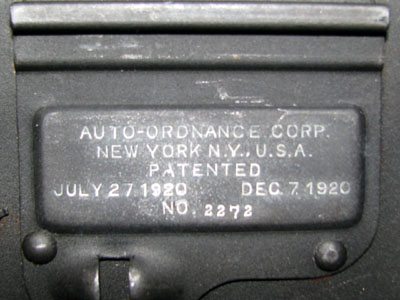 AUTO-ORDNANCE CORP.
NEW YORK N.Y., U.S.A.
PATENTED
JULY 27 1920 DEC. 7 1920
NO. 2272